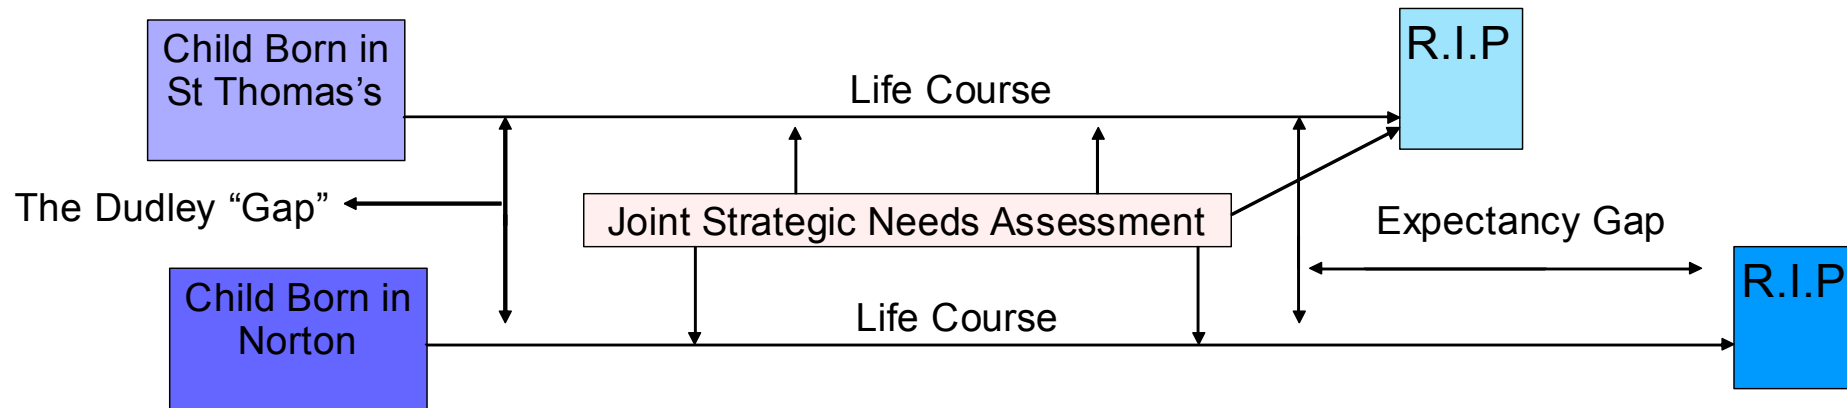 Child Born in
St Thomas’s
Life Course
R.I.P
The Dudley “Gap”
Joint Strategic Needs Assessment
Expectancy Gap
Child Born in
Norton
Life Course
R.I.P